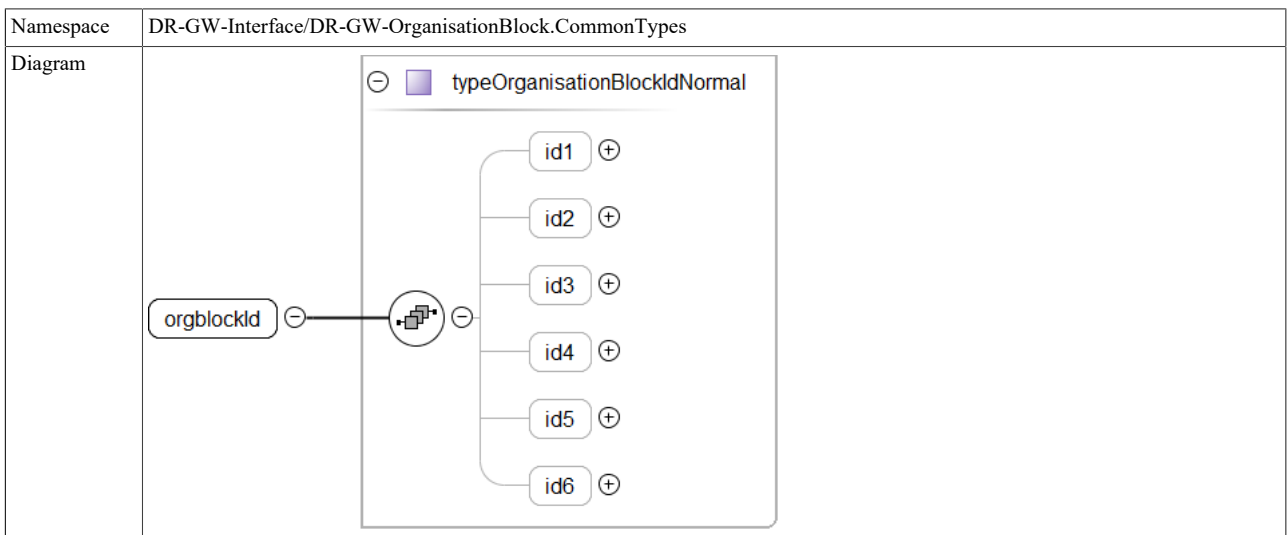 Namespace DR-GW-Interface/DR-GW-OrganisationBlock.CommonTypes
Diagram
typeOrganisationBlockIdNormal
id1
id2
id3
orgblockId
id4
id5
id6